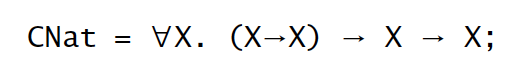 CNat = ∀X. (X→X) → X → X;